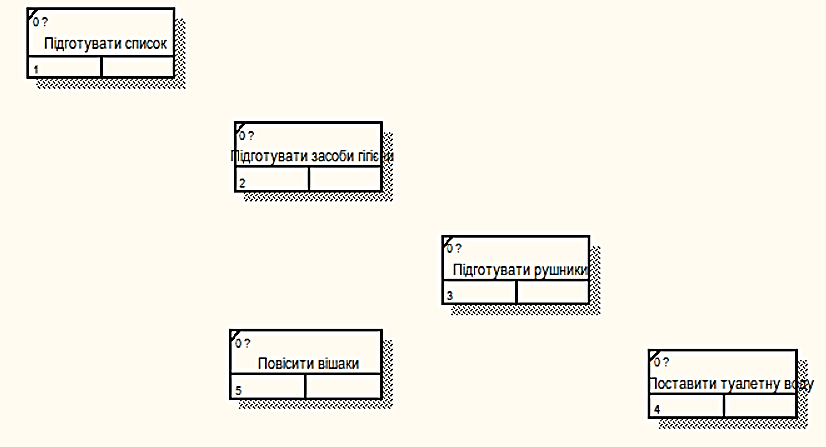 0 ?
Підготувати список
1
0 ?
Підготувати засоби гігієни
2
0 ?
Підготувати рушники
3
0 ?
Повісити вішаки
5
0 ?
Поставити туалетну воду
4